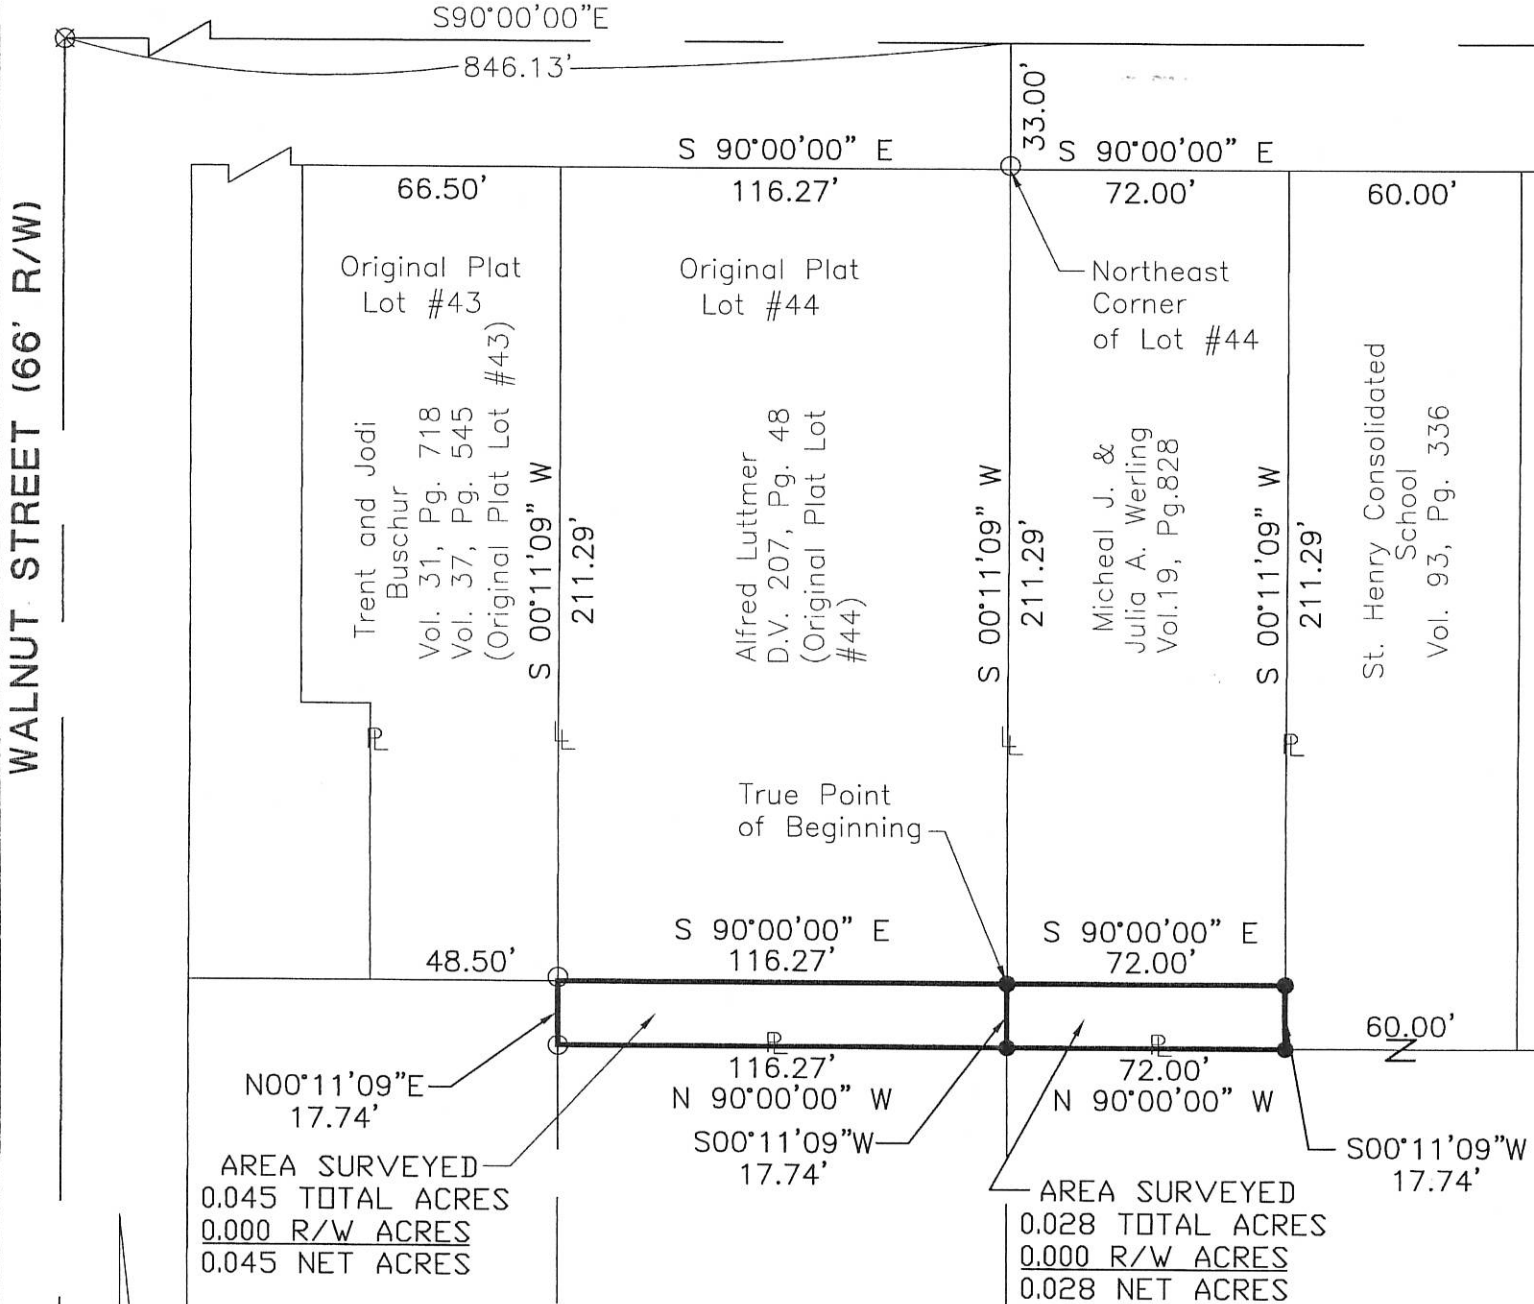 S90°00'00"E
846.13'
33.00'
S 90°00'00" E
S 90°00'00" E
66.50'
116.27'
72.00'
60.00'
WALNUT STREET (66' R/W)
Original Plat
Lot #43
Original Plat
Lot #44
Northeast
Corner
of Lot #44
Trent and Jodi
Buschur
Vol. 31, Pg. 718
Vol. 37, Pg. 545
(Original Plat Lot #43)
S 00°11'09" W
211.29'
Alfred Luttmer
D.V. 207, Pg. 48
(Original Plat Lot
#44)
S 00°11'09" W
211.29'
Micheal J. &
Julia A. Werling
Vol.19, Pg.828
S 00°11'09" W
211.29'
St. Henry Consolidated
School
Vol. 93, Pg. 336
PL
LL
LL
PL
True Point
of Beginning
S 90°00'00" E
S 90°00'00" E
48.50'
116.27'
72.00'
60.00'
Z
PL
PL
116.27'
72.00'
N 90°00'00" W
N 90°00'00" W
N00°11'09"E
17.74'
S00°11'09"W
17.74'
S00°11'09"W
17.74'
AREA SURVEYED
0.045 TOTAL ACRES
0.000 R/W ACRES
0.045 NET ACRES
AREA SURVEYED
0.028 TOTAL ACRES
0.000 R/W ACRES
0.028 NET ACRES